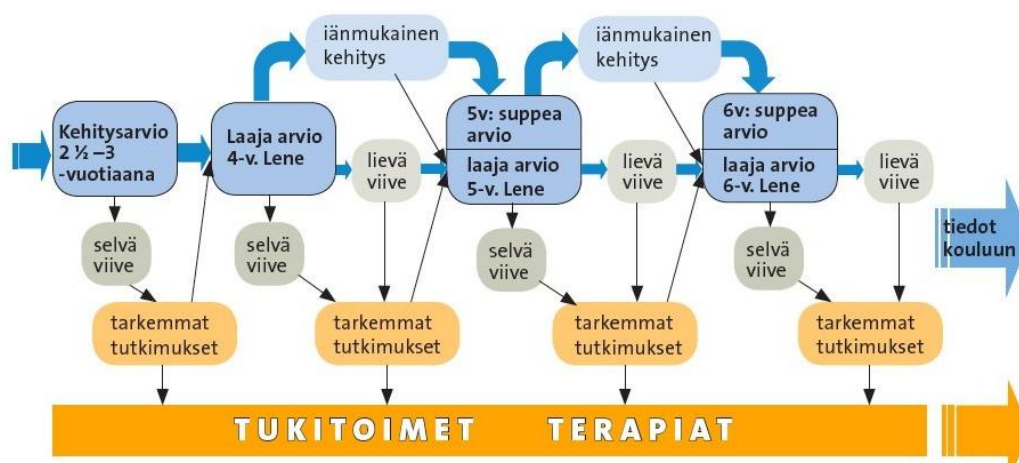 iänmukainen
kehitys
iänmukainen
kehitys
Kehitysarvio
2 ½ –3
-vuotiaana
Laaja arvio
4-v. Lene
lievä
viive
5v: suppea
arvio
laaja arvio
5-v. Lene
lievä
viive
6v: suppea
arvio
laaja arvio
6-v. Lene
lievä
viive
selvä
viive
selvä
viive
selvä
viive
selvä
viive
tiedot
kouluun
tarkemmat
tutkimukset
tarkemmat
tutkimukset
tarkemmat
tutkimukset
tarkemmat
tutkimukset
TUKITOIMET TERAPIAT